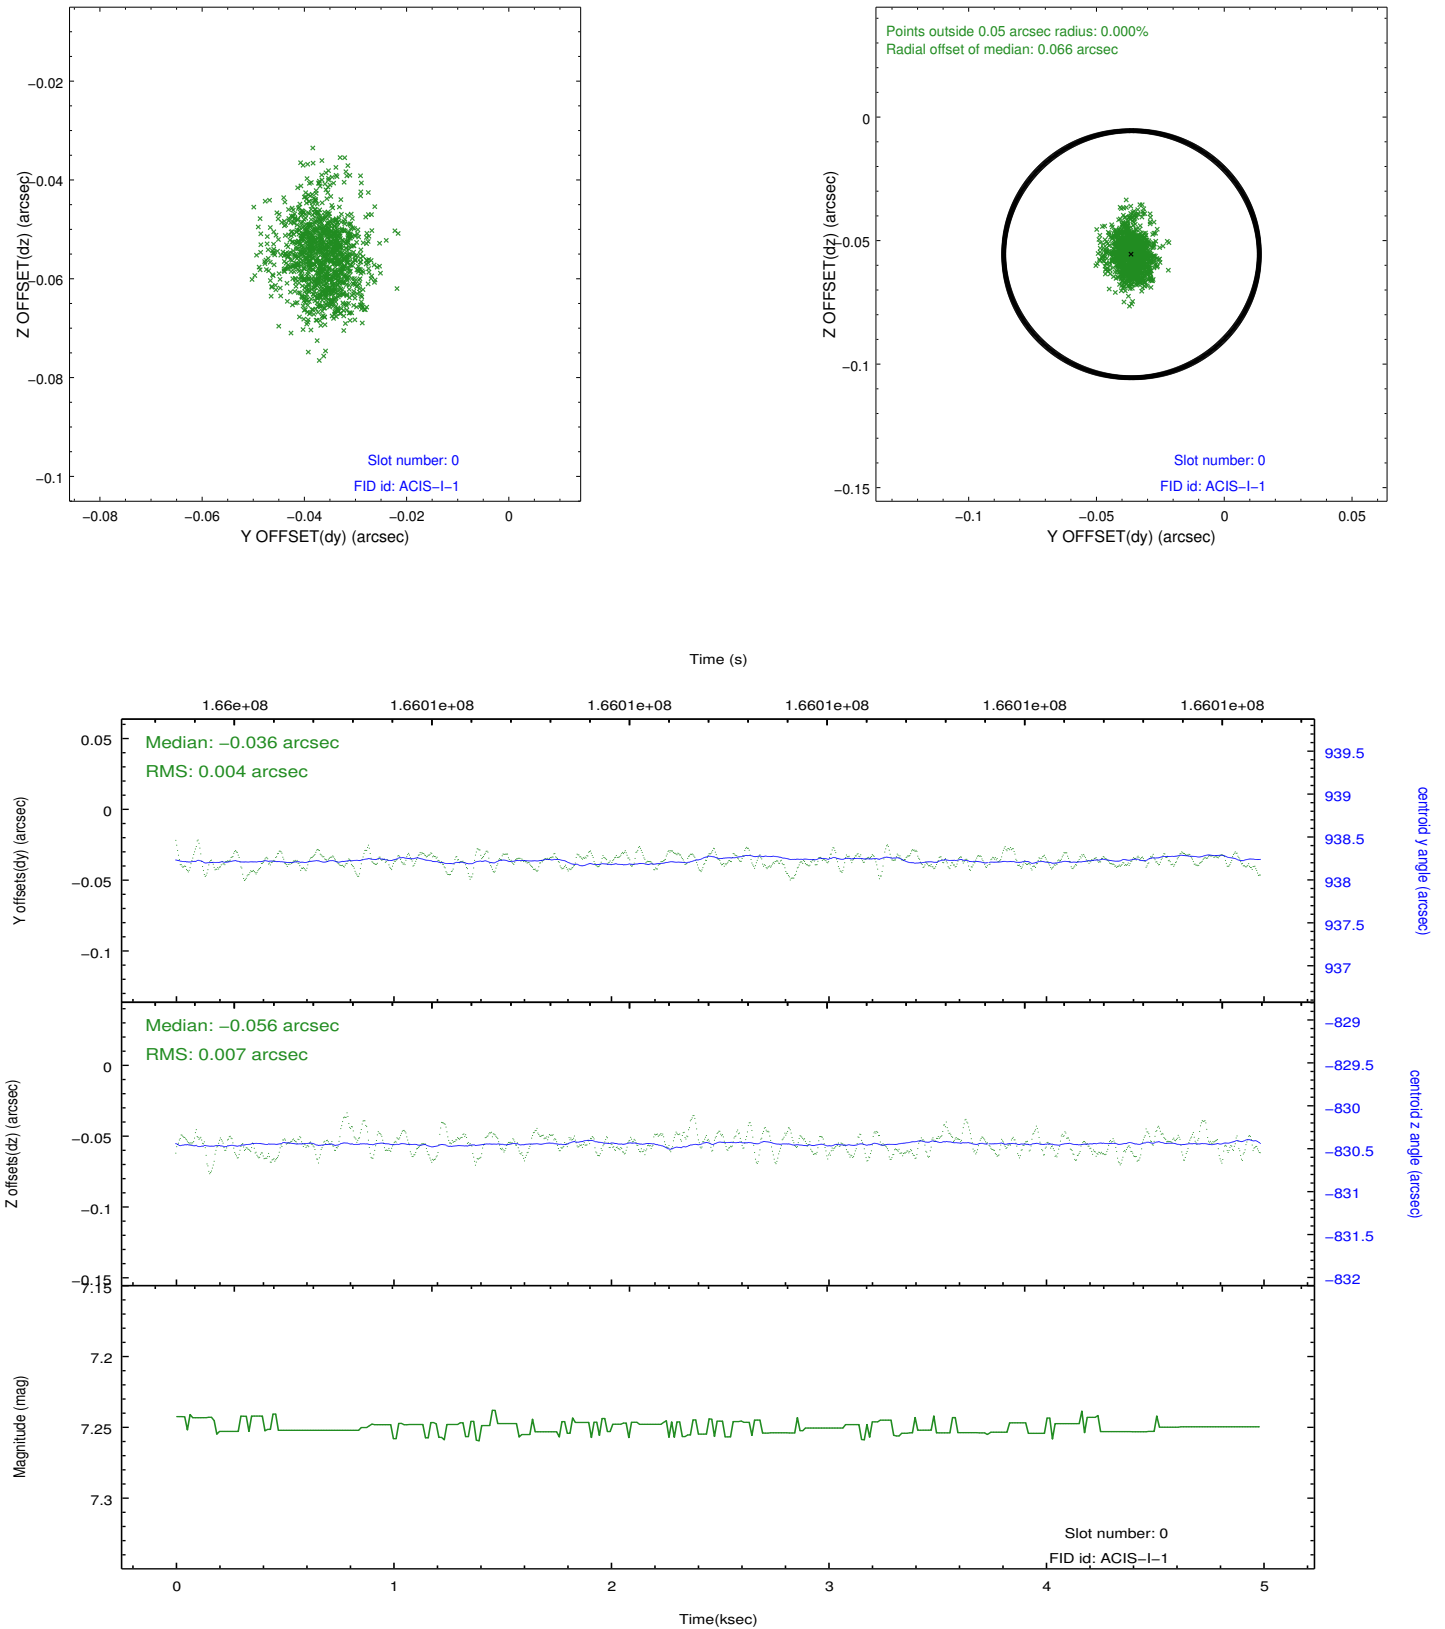 −0.02
−0.04
−0.06
−0.08
−0.1
Z OFFSET(dz) (arcsec)
Slot number: 0
FID id: ACIS−I−1
−0.08 −0.06 −0.04 −0.02 0
Y OFFSET(dy) (arcsec)
Points outside 0.05 arcsec radius: 0.000%
Radial offset of median: 0.066 arcsec
0
−0.05
−0.1
−0.15
Z OFFSET(dz) (arcsec)
Slot number: 0
FID id: ACIS−I−1
−0.1 −0.05 0 0.05
Y OFFSET(dy) (arcsec)
Time (s)
1.66e+08 1.6601e+08 1.6601e+08 1.6601e+08 1.6601e+08 1.6601e+08
Median: −0.036 arcsec
RMS: 0.004 arcsec
0.05
0
−0.05
−0.1
Y offsets(dy) (arcsec)
939.5
939
938.5
938
937.5
937
centroid y angle (arcsec)
Median: −0.056 arcsec
RMS: 0.007 arcsec
0
−0.05
−0.1
−0.15
Z offsets(dz) (arcsec)
−829
−829.5
−830
−830.5
−831
−831.5
−832
centroid z angle (arcsec)
7.15
7.2
7.25
7.3
Magnitude (mag)
Slot number: 0
FID id: ACIS−I−1
0 1 2 3 4 5
Time(ksec)